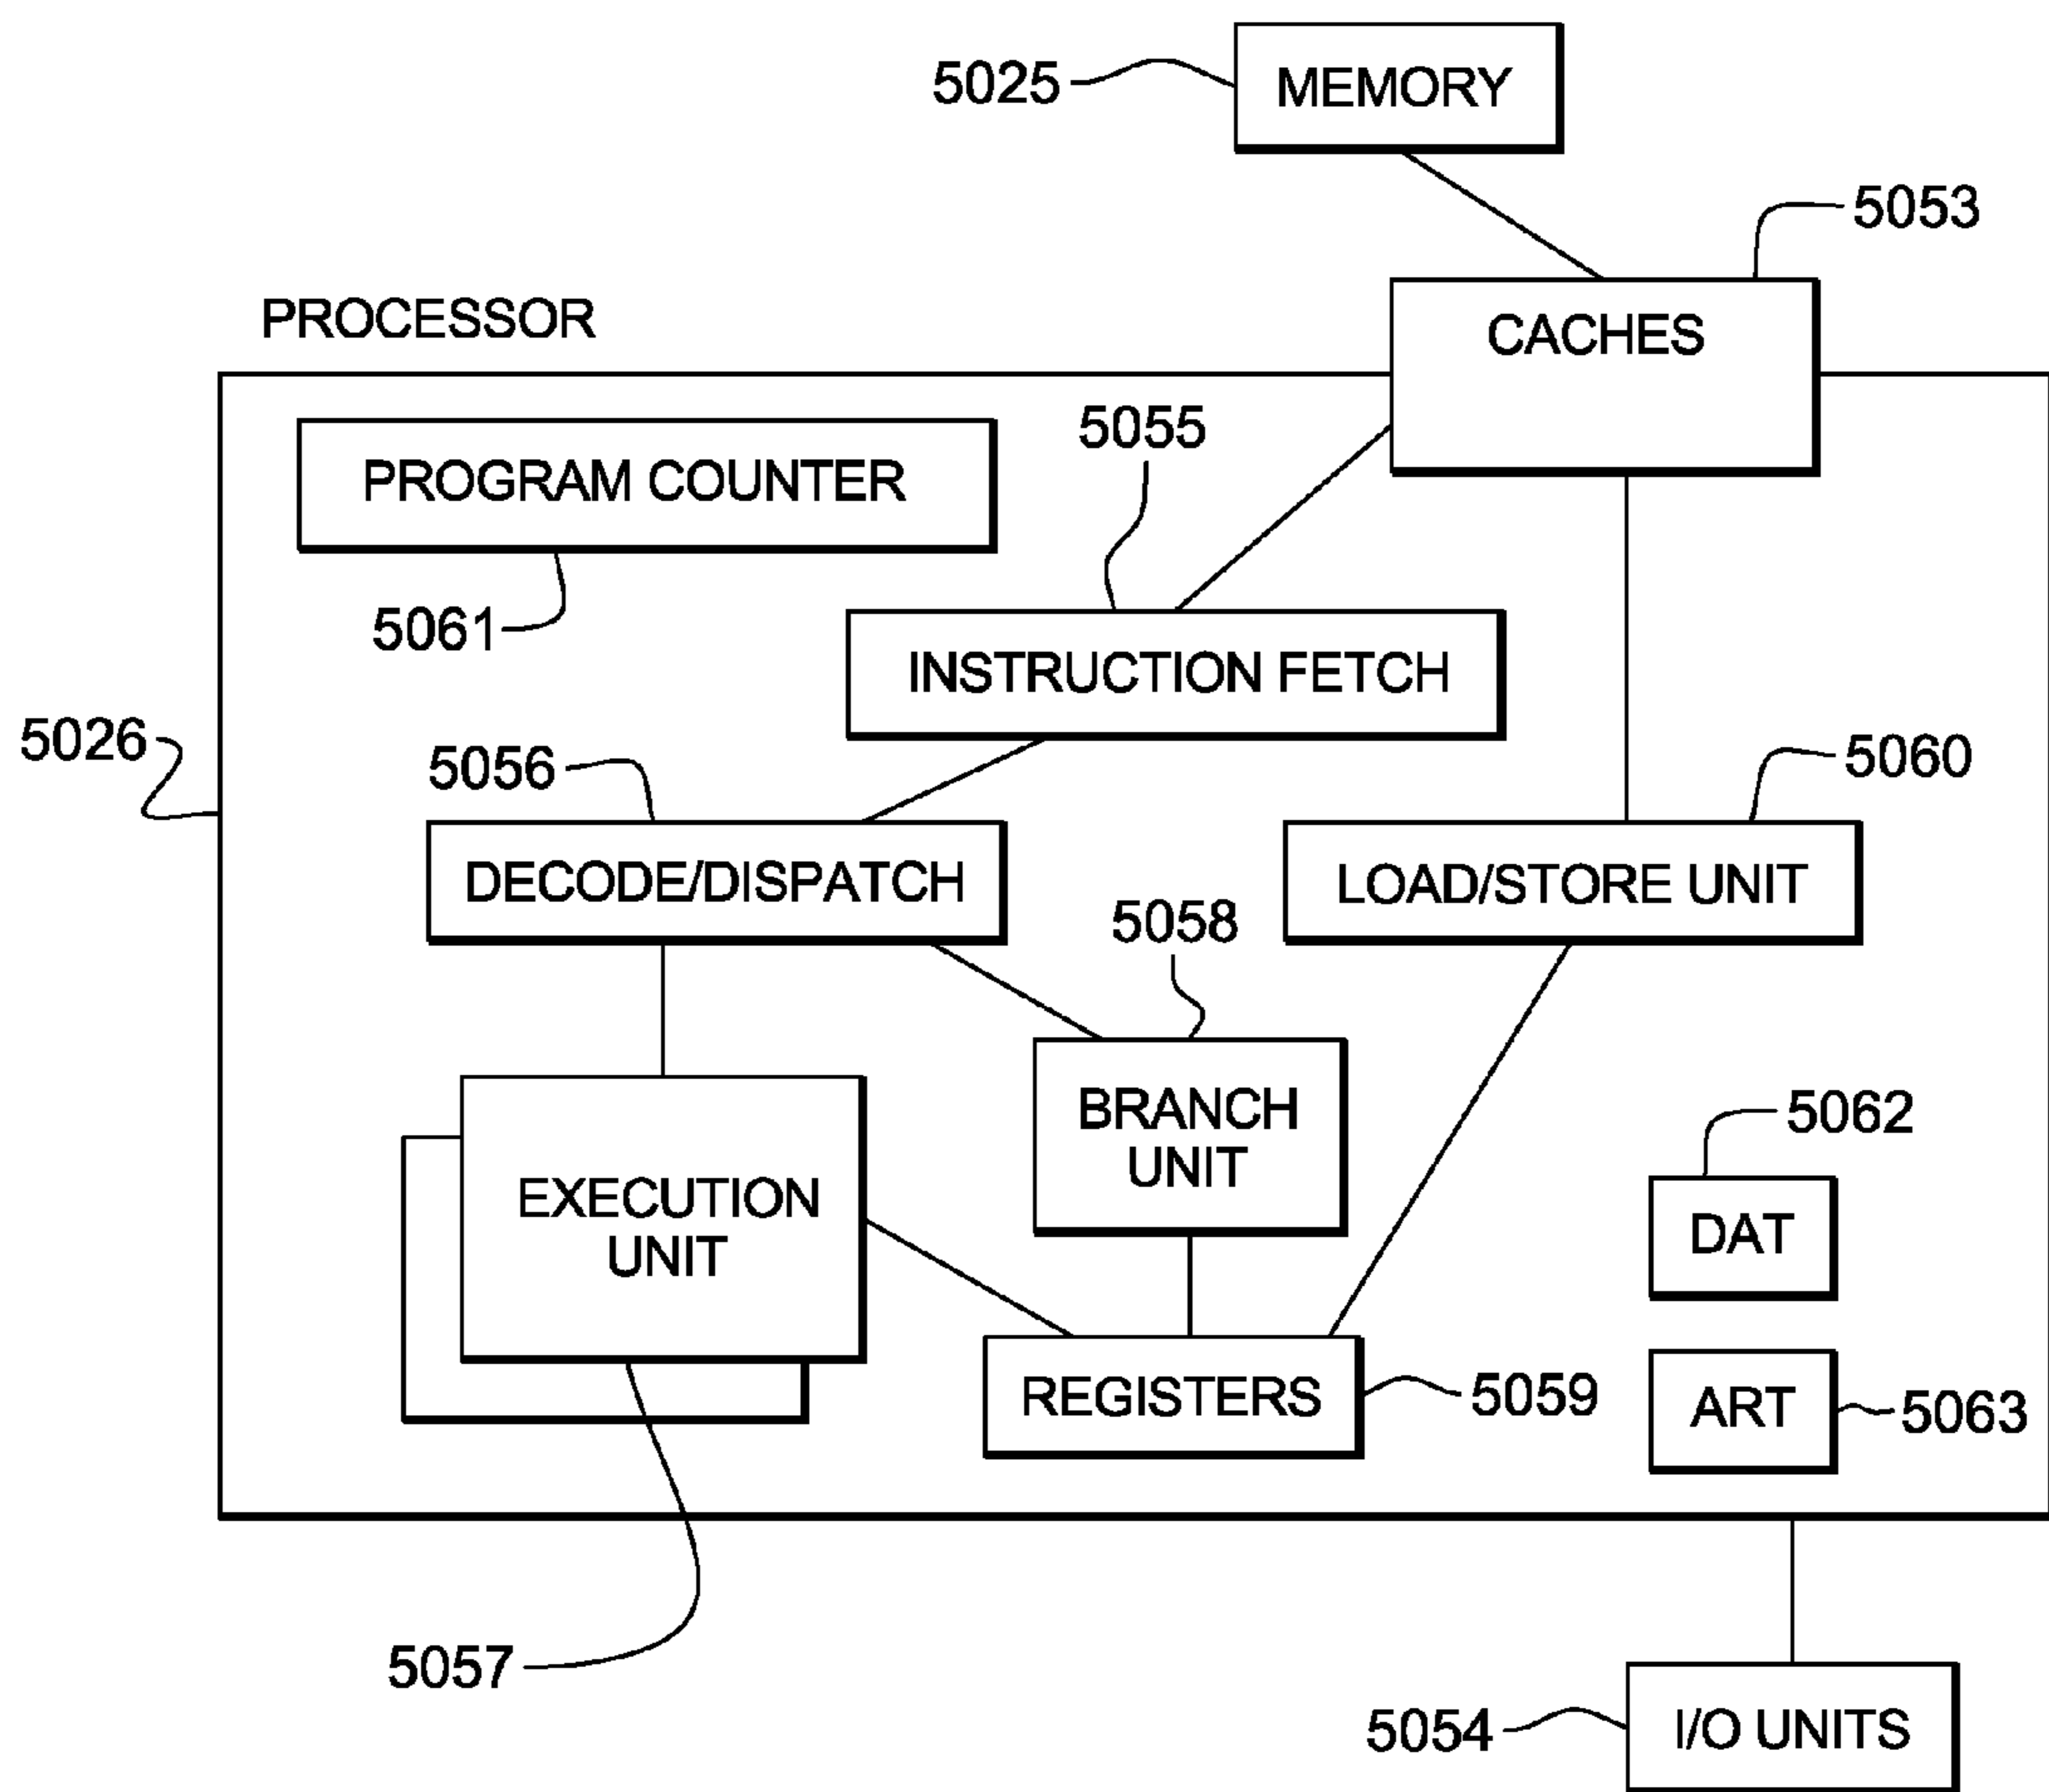 MEMORY
5025
5053
CACHES
PROCESSOR
5055
PROGRAM COUNTER
5061
INSTRUCTION FETCH
5026
5056
5060
DECODE/DISPATCH
LOAD/STORE UNIT
5058
BRANCH
UNIT
5062
EXECUTION
UNIT
DAT
REGISTERS
5059
ART
5063
5057
5054
I/O UNITS